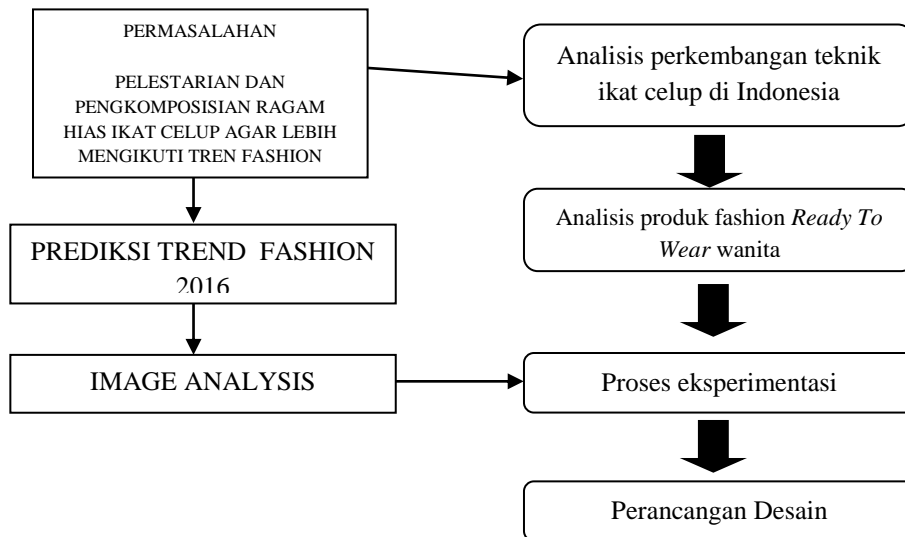 PERMASALAHAN
PELESTARIAN DAN
PENGKOMPOSISIAN RAGAM
HIAS IKAT CELUP AGAR LEBIH
MENGIKUTI TREN FASHION
PREDIKSI TREND FASHION
2016
IMAGE ANALYSIS
Analisis perkembangan teknik
ikat celup di Indonesia
Analisis produk fashion Ready To
Wear wanita
Proses eksperimentasi
Perancangan Desain